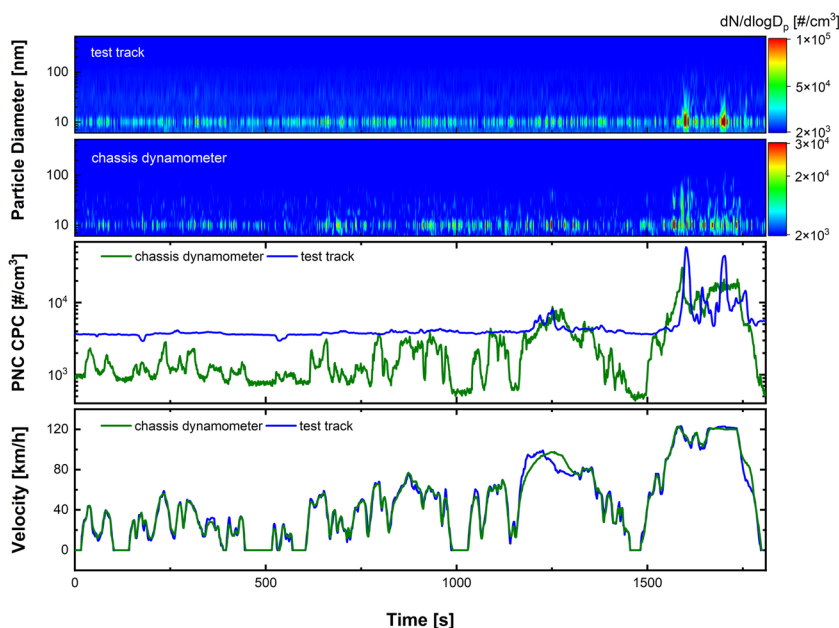 dN/dlogDp [#/cm³]
test track
100
10
1×10⁵
5×10⁴
2×10³
Particle Diameter [nm]
chassis dynamometer
100
10
3×10⁴
2×10⁴
2×10³
PNC CPC [#/cm³]
chassis dynamometer test track
10⁴
10³
Velocity [km/h]
chassis dynamometer test track
120
80
40
0
0 500 1000 1500
Time [s]